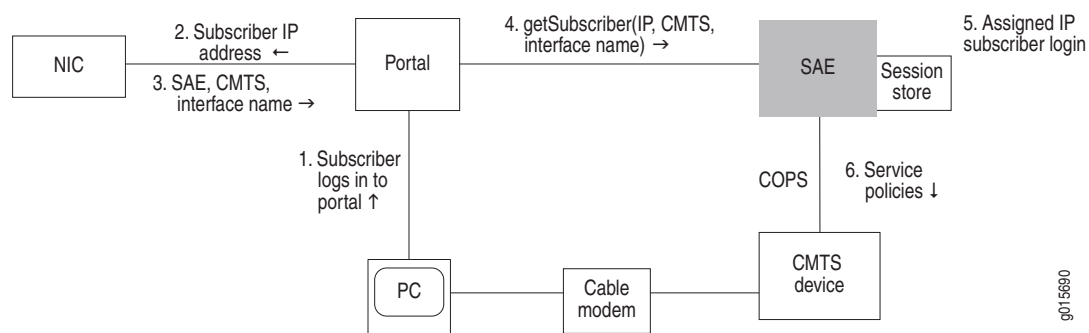 2. Subscriber IP
address ←
NIC
3. SAE, CMTS,
interface name →
Portal
4. getSubscriber(IP, CMTS,
interface name) →
SAE
Session
store
5. Assigned IP
subscriber login
1. Subscriber
logs in to
portal ↑
COPS
6. Service
policies ↓
PC
Cable
modem
CMTS
device
g015690